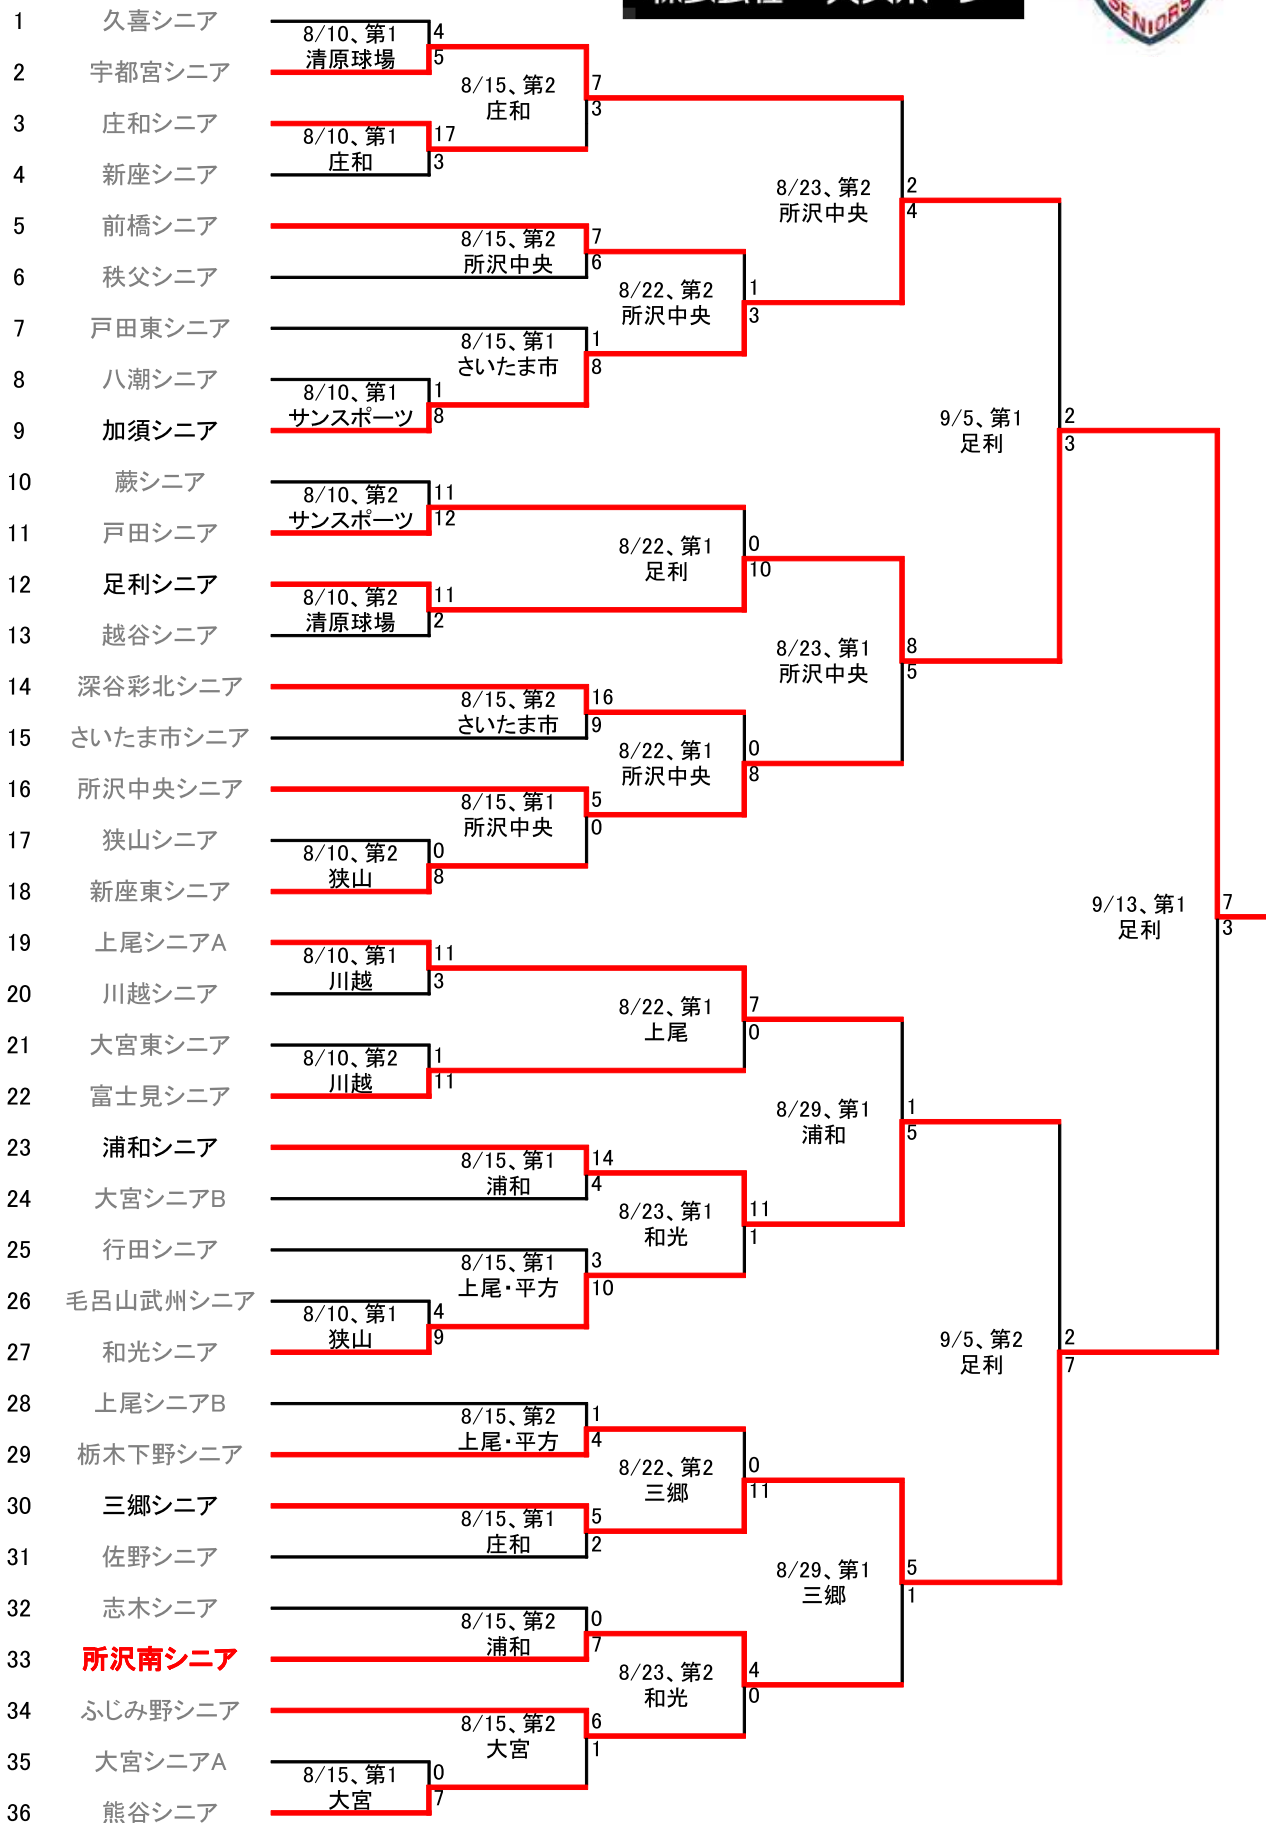 SENIORS
1 久喜シニア
8/10、第1 4
清原球場 5
2 宇都宮シニア
8/15、第2 7
庄和 3
3 庄和シニア
8/10、第1 17
庄和 3
4 新座シニア
8/23、第2 2
所沢中央 4
5 前橋シニア
8/15、第2 7
所沢中央 6
6 秩父シニア
8/22、第2 1
所沢中央 3
7 戸田東シニア
8/15、第1 1
さいたま市 8
8 八潮シニア
8/10、第1 1
サンスポーツ 8
9 加須シニア
9/5、第1 2
足利 3
10 蕨シニア
8/10、第2 11
サンスポーツ 12
11 戸田シニア
8/22、第1 0
足利 10
12 足利シニア
8/10、第2 11
清原球場 2
13 越谷シニア
8/23、第1 8
所沢中央 5
14 深谷彩北シニア
8/15、第2 16
さいたま市 9
15 さいたま市シニア
8/22、第1 0
所沢中央 8
16 所沢中央シニア
8/15、第1 5
所沢中央 0
17 狭山シニア
8/10、第2 0
狭山 8
18 新座東シニア
9/13、第1 7
足利 3
19 上尾シニアA
8/10、第1 11
川越 3
20 川越シニア
8/22、第1 7
上尾 0
21 大宮東シニア
8/10、第2 1
川越 11
22 富士見シニア
8/29、第1 1
浦和 5
23 浦和シニア
8/15、第1 14
浦和 4
24 大宮シニアB
8/23、第1 11
和光 1
25 行田シニア
8/15、第1 3
上尾・平方 10
26 毛呂山武州シニア
8/10、第1 4
狭山 9
27 和光シニア
9/5、第2 2
足利 7
28 上尾シニアB
8/15、第2 1
上尾・平方 4
29 栃木下野シニア
8/22、第2 0
三郷 11
30 三郷シニア
8/15、第1 5
庄和 2
31 佐野シニア
8/29、第1 5
三郷 1
32 志木シニア
8/15、第2 0
浦和 7
33 所沢南シニア
8/23、第2 4
和光 0
34 ふじみ野シニア
8/15、第2 6
大宮 1
35 大宮シニアA
8/15、第1 0
大宮 7
36 熊谷シニア